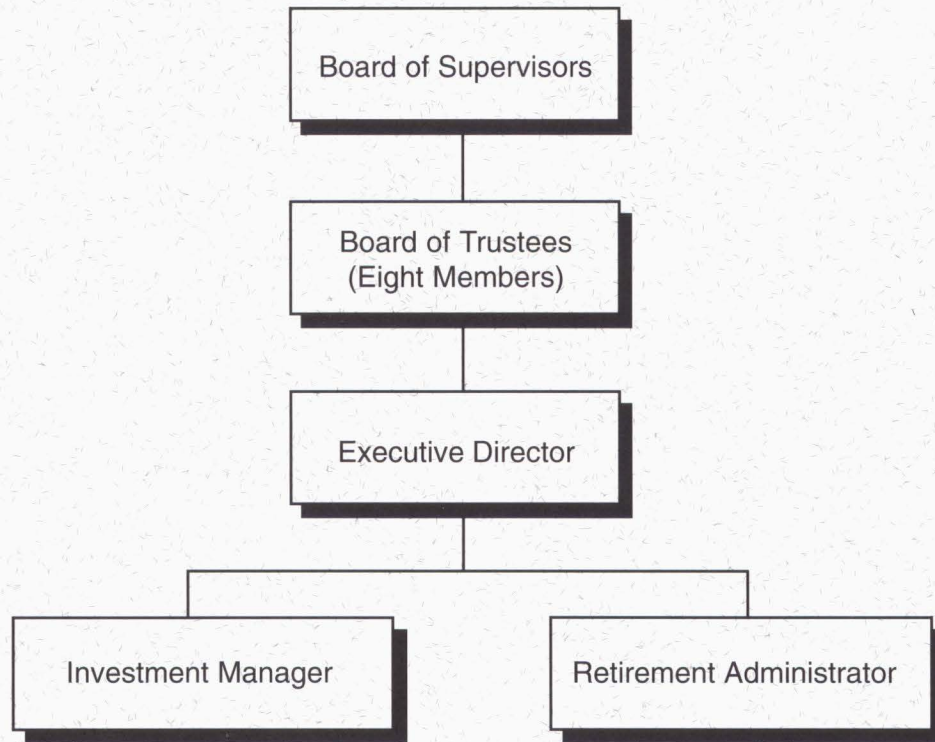 Board of Supervisors
Board of Trustees
(Eight Members)
Executive Director
Investment Manager
Retirement Administrator